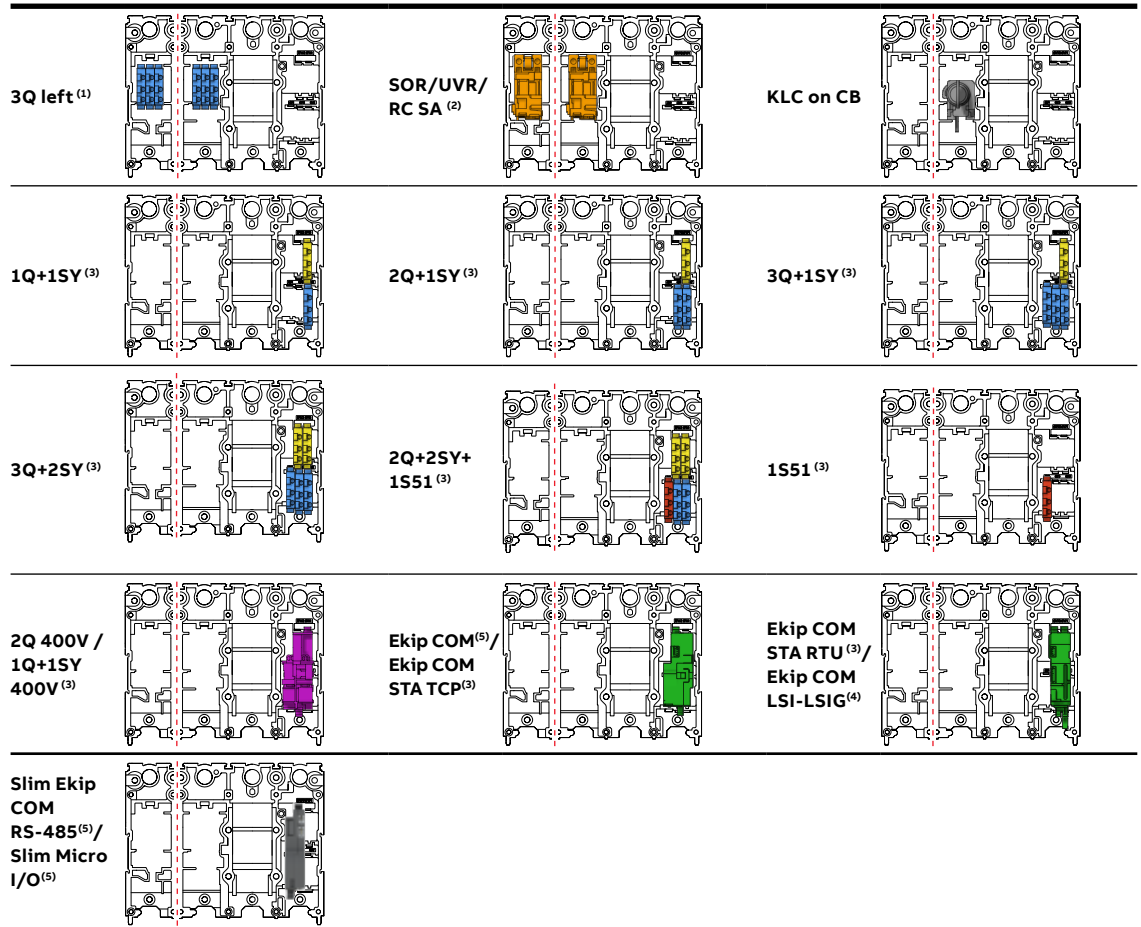 3Q left (1)
SOR/UVR/
RC SA (2)
KLC on CB
1Q+1SY (3)
2Q+1SY (3)
3Q+1SY (3)
3Q+2SY (3)
2Q+2SY+
1S51 (3)
1S51 (3)
2Q 400V /
1Q+1SY
400V (3)
Ekip COM(5)/
Ekip COM
STA TCP(3)
Ekip COM
STA RTU (3)/
Ekip COM
LSI-LSIG(4)
Slim Ekip
COM
RS-485(5)/
Slim Micro
I/O(5)